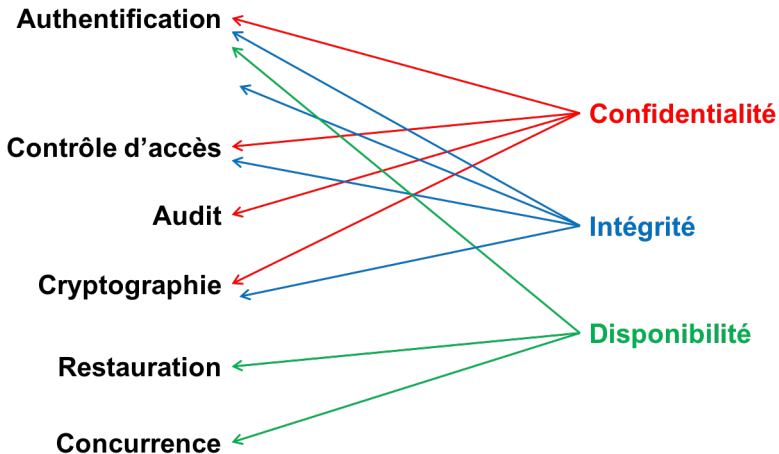 Authentification
Confidentialité
Contrôle d'accès
Audit
Intégrité
Cryptographie
Disponibilité
Restauration
Concurrence